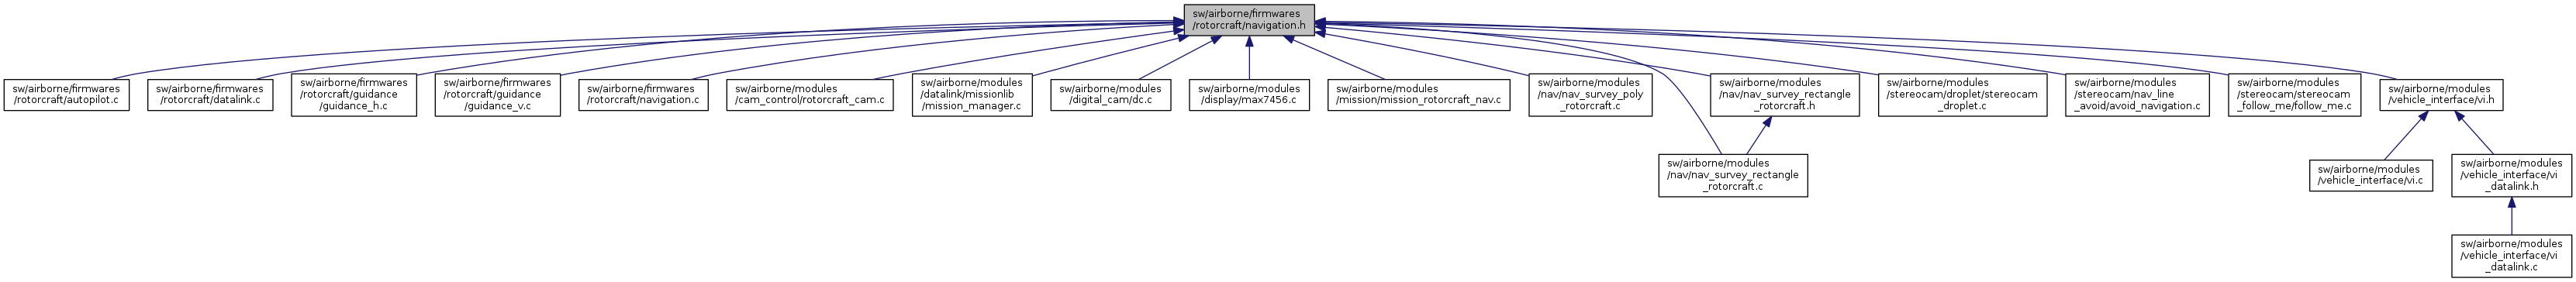 sw/airborne/firmwares
/rotorcraft/navigation.h
sw/airborne/firmwares
/rotorcraft/autopilot.c
sw/airborne/firmwares
/rotorcraft/datalink.c
sw/airborne/firmwares
/rotorcraft/guidance
/guidance_h.c
sw/airborne/firmwares
/rotorcraft/guidance
/guidance_v.c
sw/airborne/firmwares
/rotorcraft/navigation.c
sw/airborne/modules
/cam_control/rotorcraft_cam.c
sw/airborne/modules
/datalink/missionlib
/mission_manager.c
sw/airborne/modules
/digital_cam/dc.c
sw/airborne/modules
/display/max7456.c
sw/airborne/modules
/mission/mission_rotorcraft_nav.c
sw/airborne/modules
/nav/nav_survey_poly
_rotorcraft.c
sw/airborne/modules
/nav/nav_survey_rectangle
_rotorcraft.h
sw/airborne/modules
/stereocam/droplet/stereocam
_droplet.c
sw/airborne/modules
/stereocam/nav_line
_avoid/avoid_navigation.c
sw/airborne/modules
/stereocam/stereocam
_follow_me/follow_me.c
sw/airborne/modules
/vehicle_interface/vi.h
sw/airborne/modules
/nav/nav_survey_rectangle
_rotorcraft.c
sw/airborne/modules
/vehicle_interface/vi.c
sw/airborne/modules
/vehicle_interface/vi
_datalink.h
sw/airborne/modules
/vehicle_interface/vi
_datalink.c